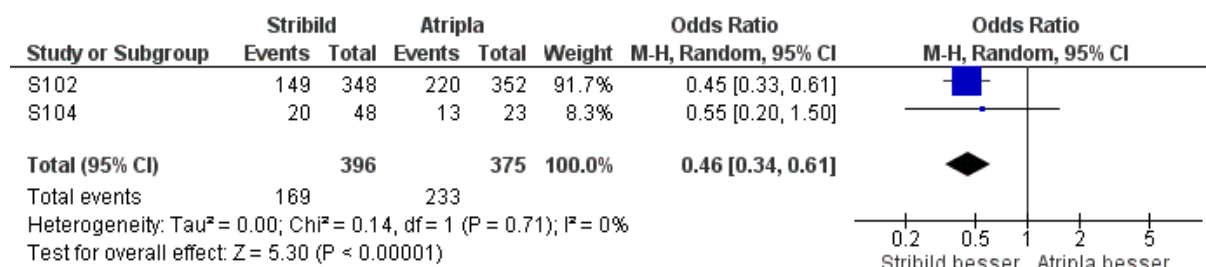 Stribild Atripla Odds Ratio Odds Ratio
Study or Subgroup Events Total Events Total Weight M-H, Random, 95% CI M-H, Random, 95% CI
S102 149 348 220 352 91.7% 0.45 [0.33, 0.61]
S104 20 48 13 23 8.3% 0.55 [0.20, 1.50]
Total (95% CI) 396 375 100.0% 0.46 [0.34, 0.61]
Total events 169 233
Heterogeneity: Tau² = 0.00; Chi² = 0.14, df = 1 (P = 0.71); I² = 0%
Test for overall effect: Z = 5.30 (P < 0.00001)
0.2 0.5 1 2 5
Stribild besser Atripla besser